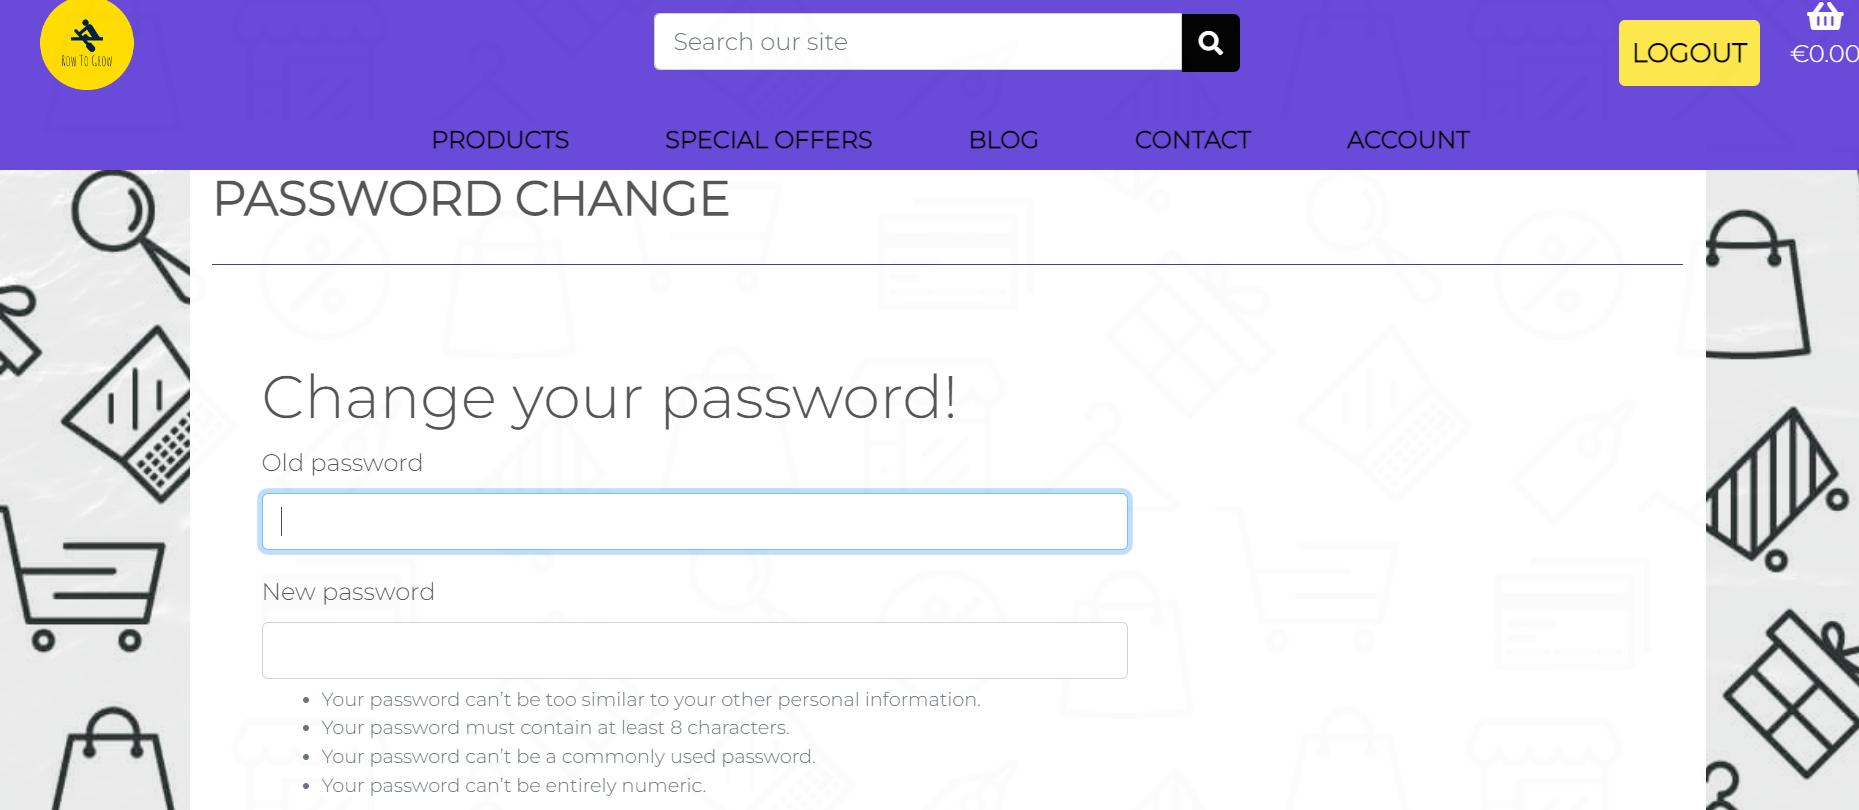 ROW TO GROW
Search our site
LOGOUT
€0.00
PRODUCTS SPECIAL OFFERS BLOG CONTACT ACCOUNT
PASSWORD CHANGE
Change your password!
Old password
New password
• Your password can't be too similar to your other personal information.
• Your password must contain at least 8 characters.
• Your password can't be a commonly used password.
• Your password can't be entirely numeric.